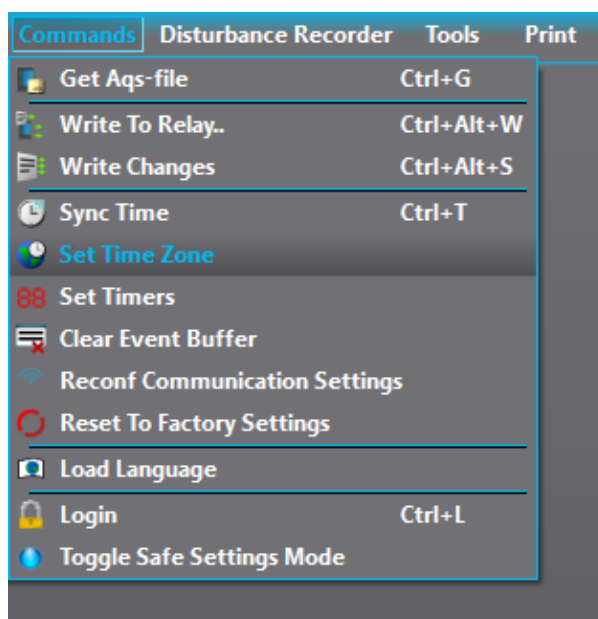 Commands Disturbance Recorder Tools Print
Get Aqs-file Ctrl+G
Write To Relay.. Ctrl+Alt+W
Write Changes Ctrl+Alt+S
Sync Time Ctrl+T
Set Time Zone
88 Set Timers
Clear Event Buffer
Reconf Communication Settings
Reset To Factory Settings
Load Language
Login Ctrl+L
Toggle Safe Settings Mode